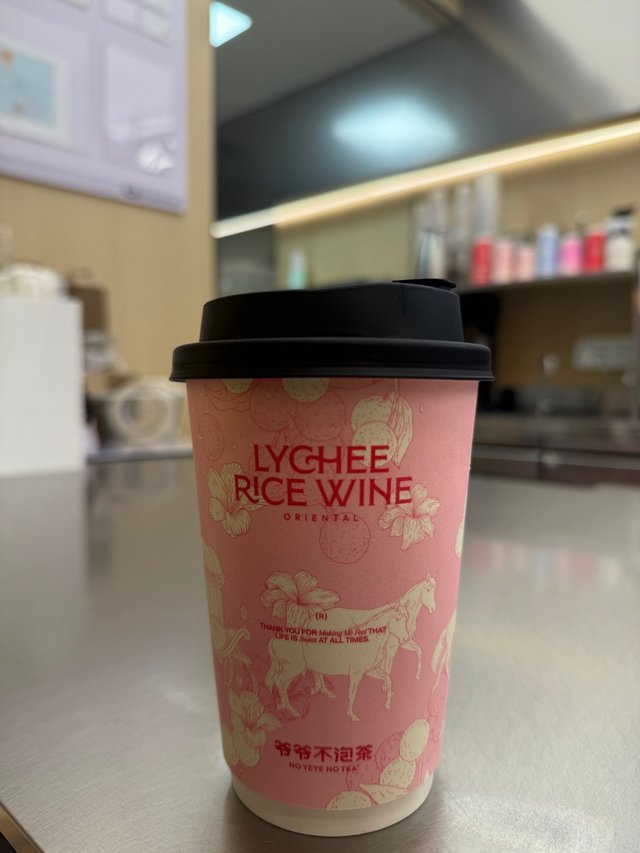 LYCHEE
RICE WINE
ORIENTAL
(R)
THANK YOU FOR Making Me Feel THAT
LIFE IS Sweet AT ALL TIMES.
爷爷不泡茶
NO YEYE NO TEA